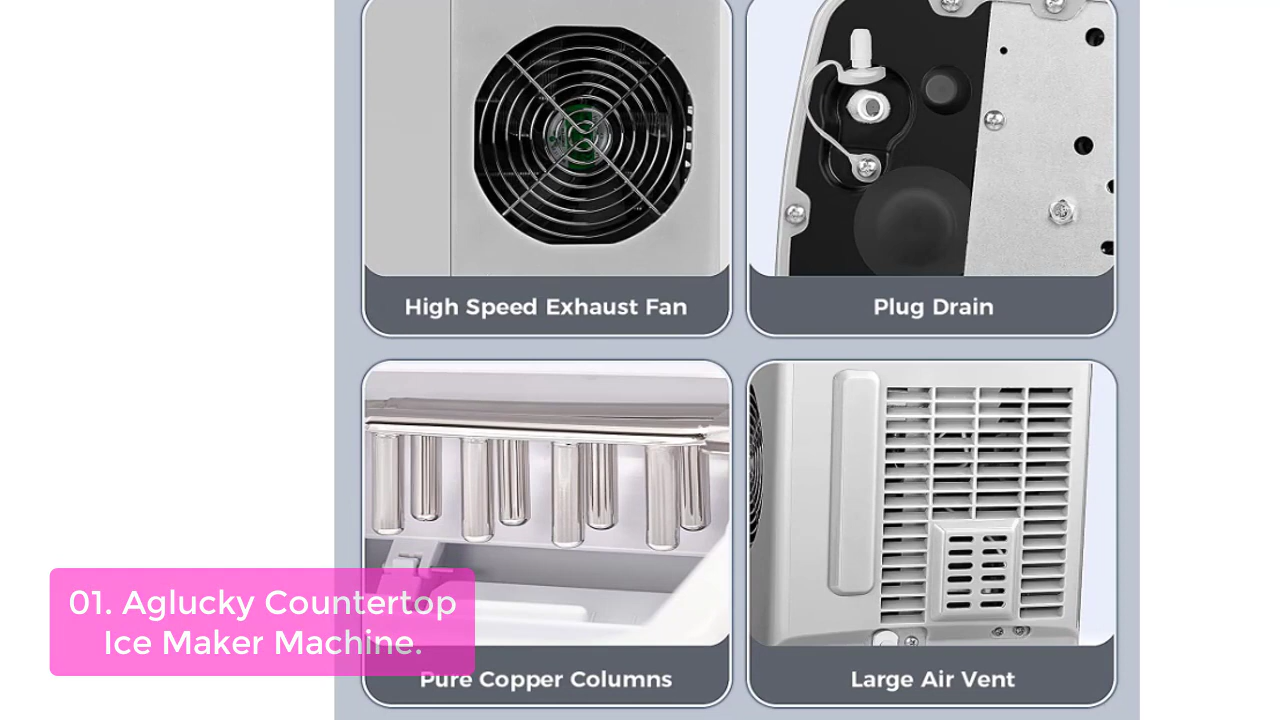 High Speed Exhaust Fan
Plug Drain
01. Aglucky Countertop
Ice Maker Machine.
Pure Copper Columns
Large Air Vent